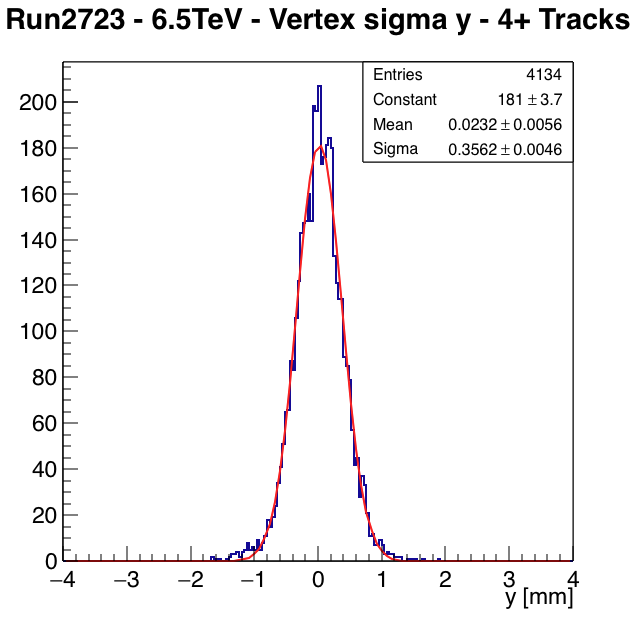 Run2723 - 6.5TeV - Vertex sigma y - 4+ Tracks
Entries 4134
Constant 181 ± 3.7
Mean 0.0232 ± 0.0056
Sigma 0.3562 ± 0.0046
200
180
160
140
120
100
80
60
40
20
0
−4 −3 −2 −1 0 1 2 3 4
y [mm]